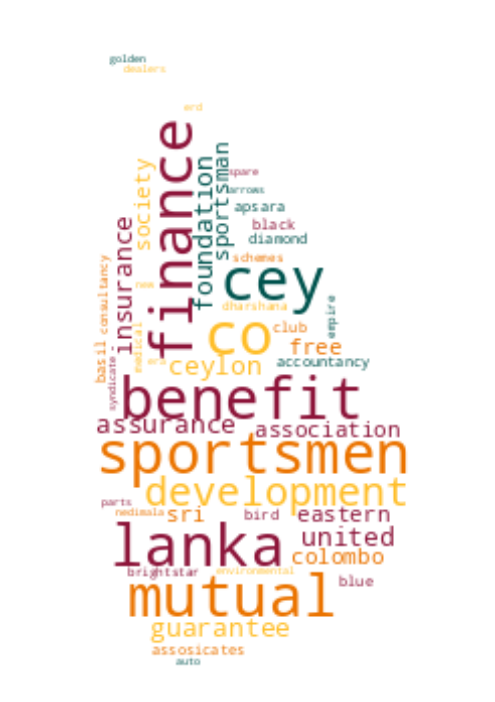 golden
dealers
erd
finance
society
foundation
sportsman
spare
arrows
apsara
black
diamond
insurance
schemes
cey
consultancy
new
dharshana
empire
co
club
medical
free
basil
era
ceylon
accountancy
syndicate -
benefit
assurance
association
sportsmen
development
parts
nedimala
sri
bird
eastern
lanka
united
colombo
brightstar
environmental
blue
mutual
guarantee
assosicates
auto